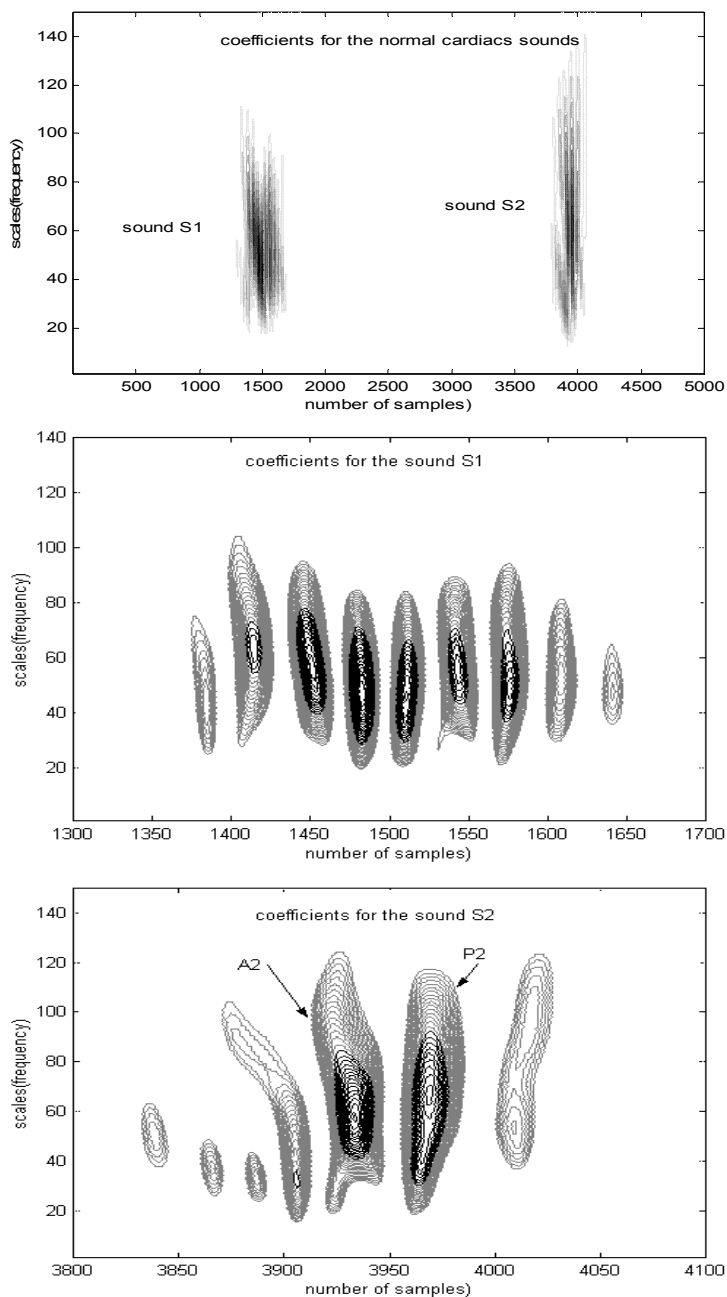 coefficients for the normal cardiacs sounds
140
120
100
80
60
40
20
scales(frequency)
sound S1
sound S2
500 1000 1500 2000 2500 3000 3500 4000 4500 5000
number of samples)
coefficients for the sound S1
140
120
100
80
60
40
20
scales(frequency)
1300 1350 1400 1450 1500 1550 1600 1650 1700
number of samples)
coefficients for the sound S2
140
120
100
80
60
40
20
scales(frequency)
A2
P2
3800 3850 3900 3950 4000 4050 4100
number of samples)